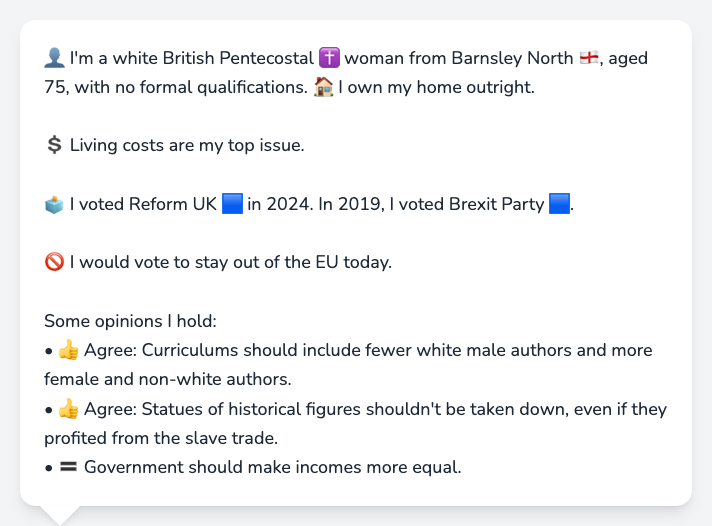 👤 I'm a white British Pentecostal ✝️ woman from Barnsley North 🏴󠁧󠁢󠁥󠁮󠁧󠁿, aged
75, with no formal qualifications. 🏠 I own my home outright.
💲 Living costs are my top issue.
🗳️ I voted Reform UK 🟦 in 2024. In 2019, I voted Brexit Party 🟦.
🚫 I would vote to stay out of the EU today.
Some opinions I hold:
• 👍 Agree: Curriculums should include fewer white male authors and more
female and non-white authors.
• 👍 Agree: Statues of historical figures shouldn't be taken down, even if they
profited from the slave trade.
• 🟰 Government should make incomes more equal.